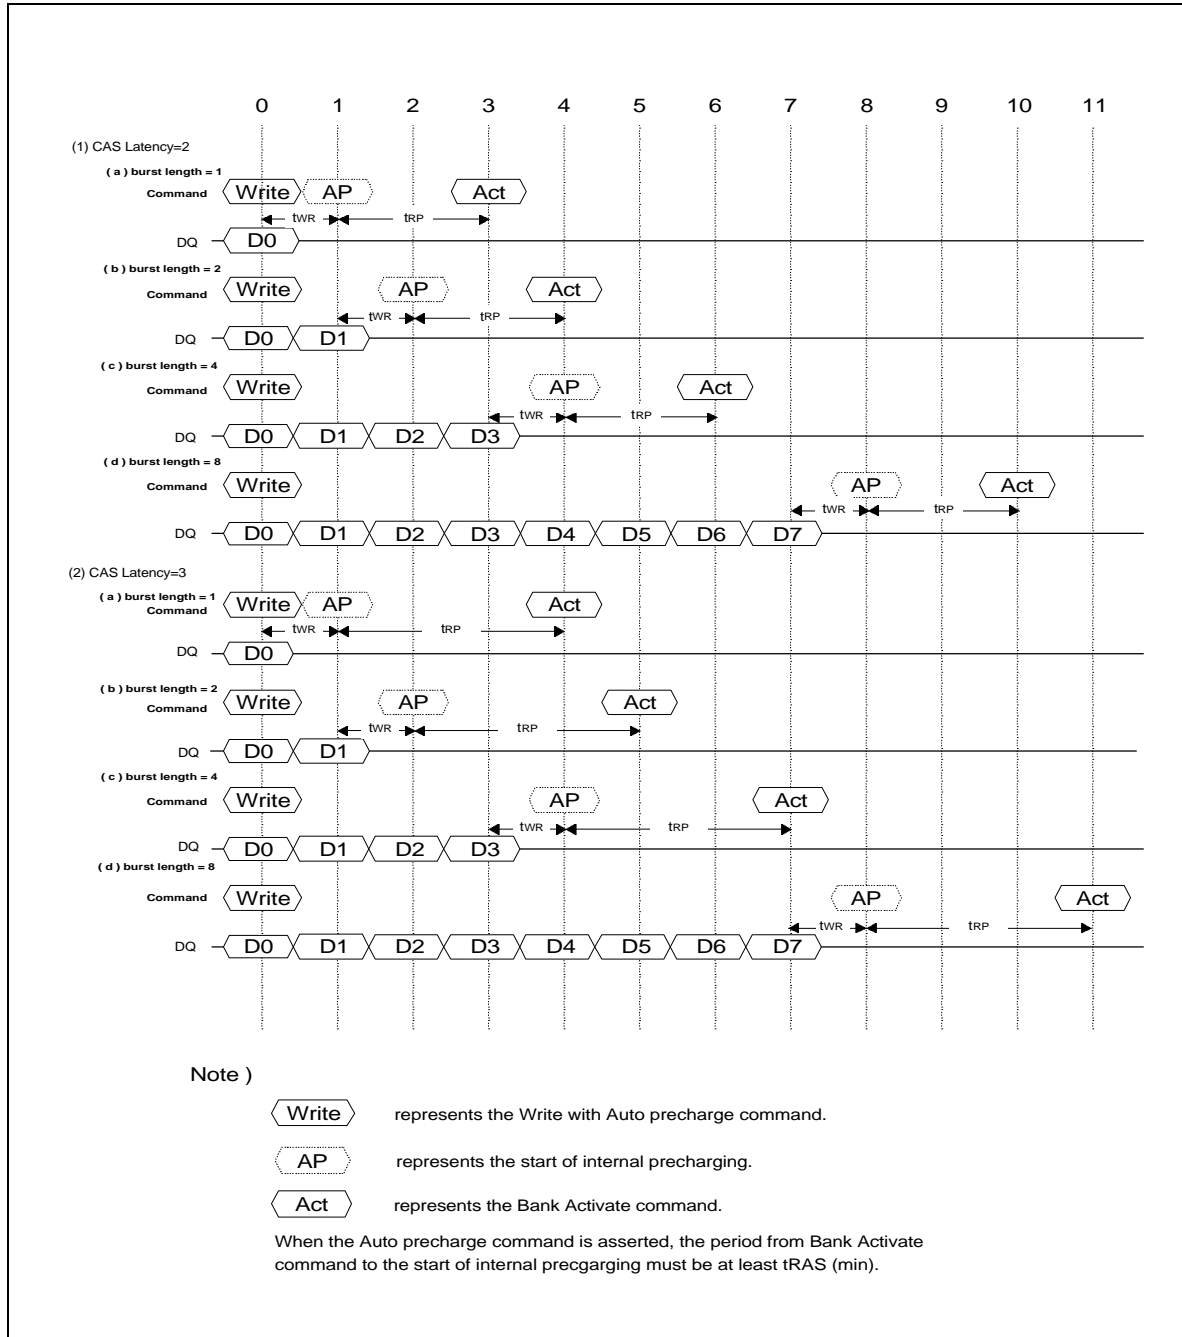 0 1 2 3 4 5 6 7 8 9 10 11
(1) CAS Latency=2
( a ) burst length = 1
Command Write AP Act
tWR tRP
DQ D0
( b ) burst length = 2
Command Write AP Act
tWR tRP
DQ D0 D1
( c ) burst length = 4
Command Write AP Act
tWR tRP
DQ D0 D1 D2 D3
( d ) burst length = 8
Command Write AP Act
tWR tRP
DQ D0 D1 D2 D3 D4 D5 D6 D7
(2) CAS Latency=3
( a ) burst length = 1
Command Write AP Act
tWR tRP
DQ D0
( b ) burst length = 2
Command Write AP Act
tWR tRP
DQ D0 D1
( c ) burst length = 4
Command Write AP Act
tWR tRP
DQ D0 D1 D2 D3
( d ) burst length = 8
Command Write AP Act
tWR tRP
DQ D0 D1 D2 D3 D4 D5 D6 D7
Note )
Write represents the Write with Auto precharge command.
AP represents the start of internal precharging.
Act represents the Bank Activate command.
When the Auto precharge command is asserted, the period from Bank Activate
command to the start of internal precgarging must be at least tRAS (min).